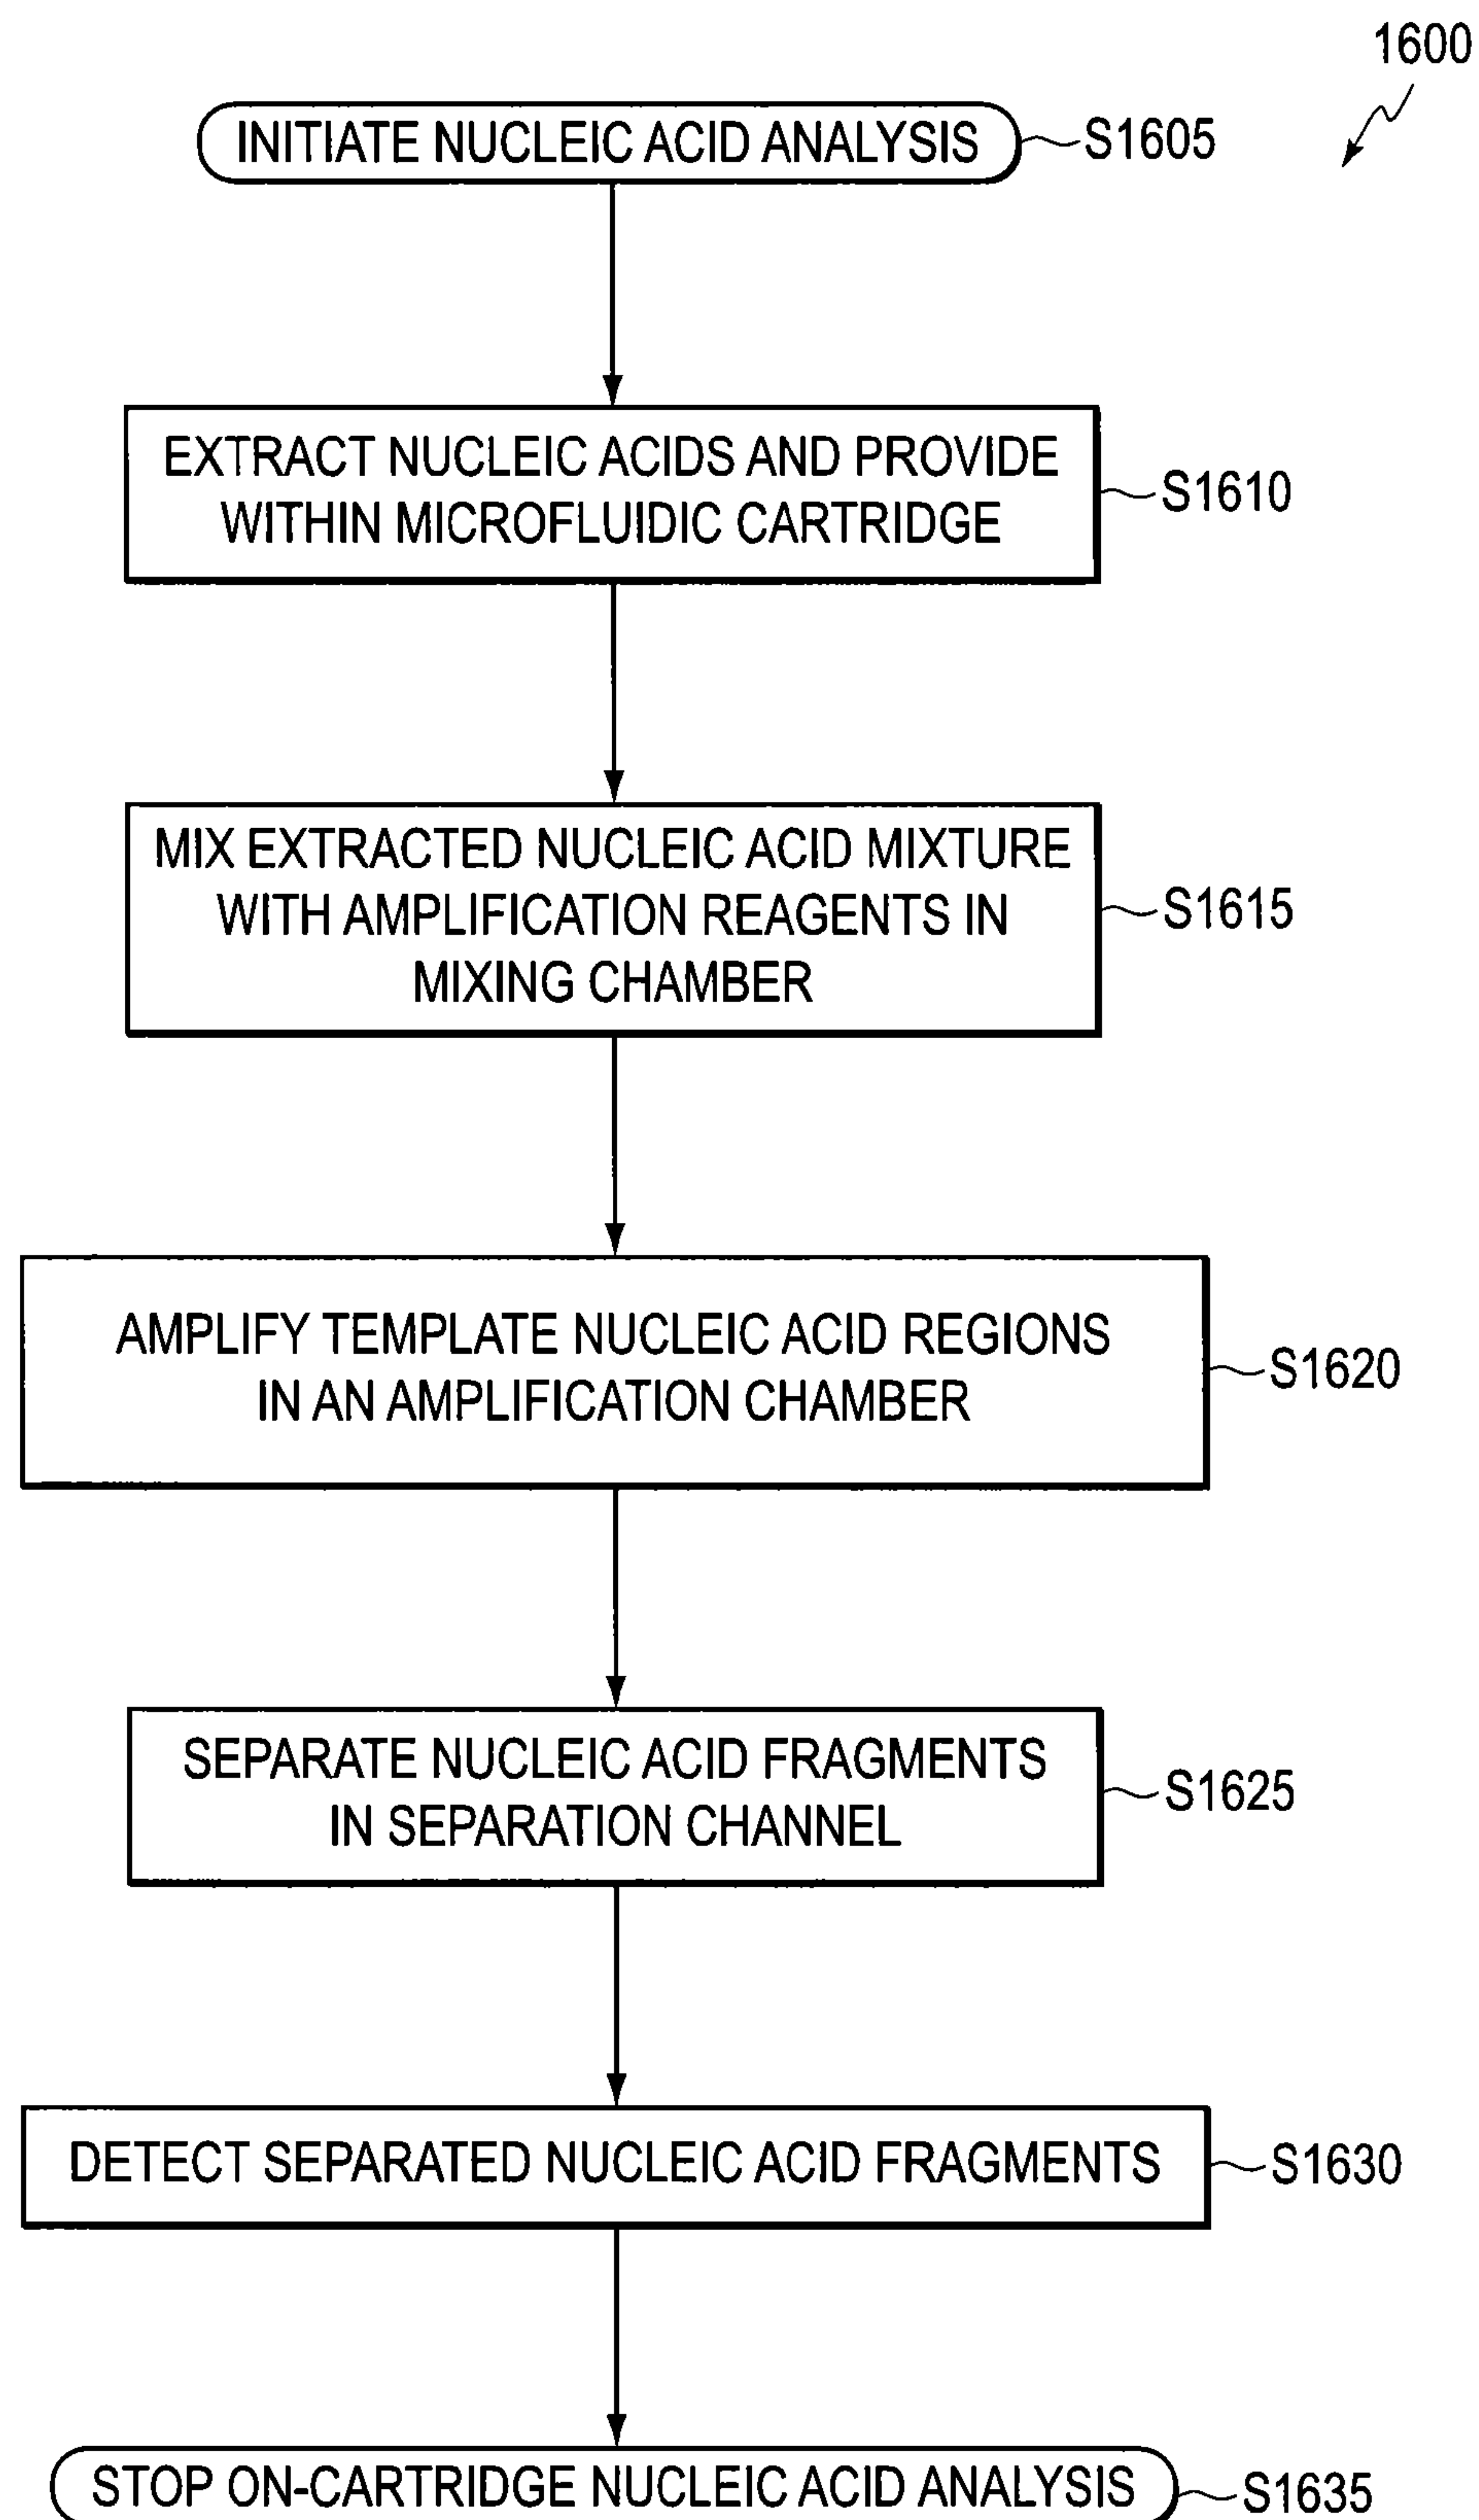 1600
INITIATE NUCLEIC ACID ANALYSIS
S1605
EXTRACT NUCLEIC ACIDS AND PROVIDE
WITHIN MICROFLUIDIC CARTRIDGE
S1610
MIX EXTRACTED NUCLEIC ACID MIXTURE
WITH AMPLIFICATION REAGENTS IN
MIXING CHAMBER
S1615
AMPLIFY TEMPLATE NUCLEIC ACID REGIONS
IN AN AMPLIFICATION CHAMBER
S1620
SEPARATE NUCLEIC ACID FRAGMENTS
IN SEPARATION CHANNEL
S1625
DETECT SEPARATED NUCLEIC ACID FRAGMENTS
S1630
STOP ON-CARTRIDGE NUCLEIC ACID ANALYSIS
S1635